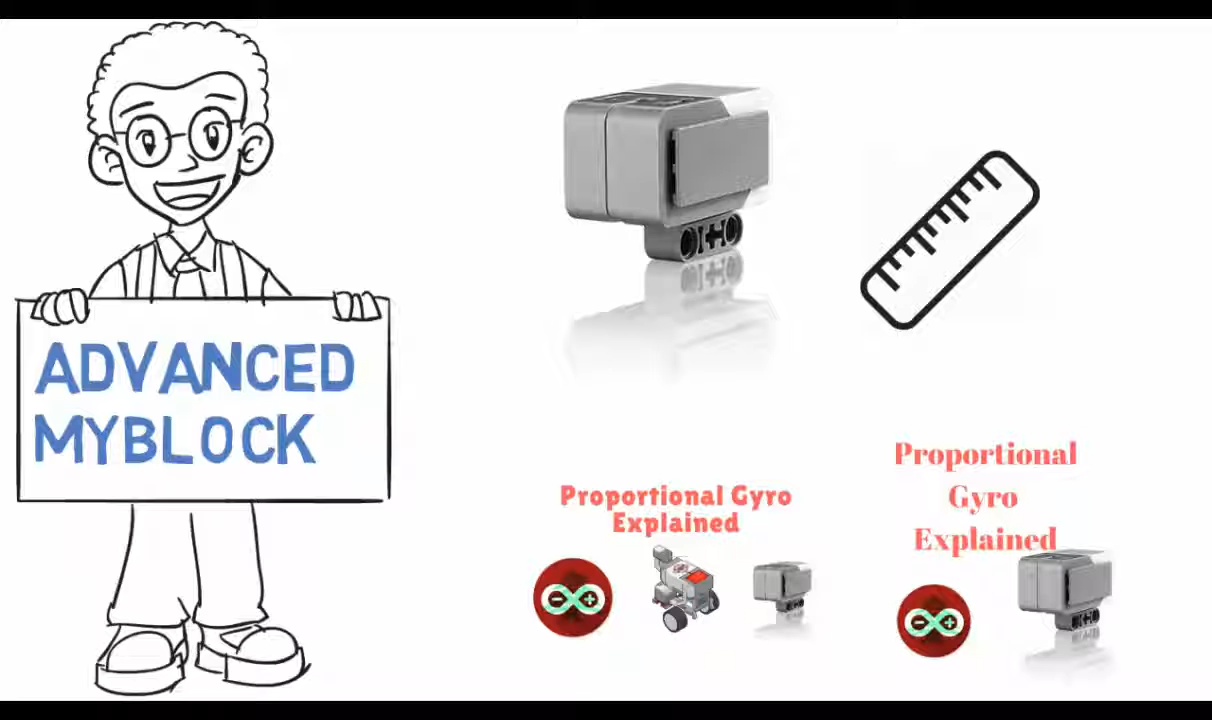 ADVANCED
MYBLOCK
Proportional Gyro
Explained
Proportional
Gyro
Explained